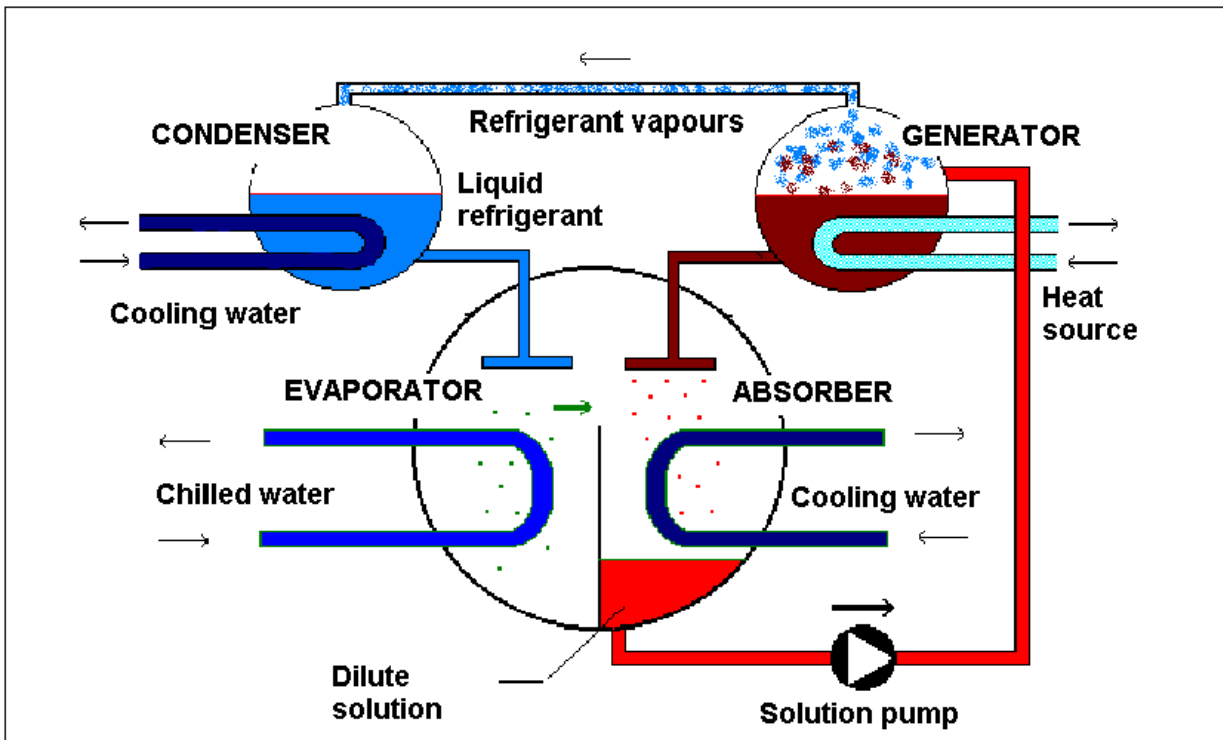 CONDENSER
Refrigerant vapours
GENERATOR
Liquid
refrigerant
Cooling water
Heat
source
EVAPORATOR
ABSORBER
Chilled water
Cooling water
Dilute
solution
Solution pump